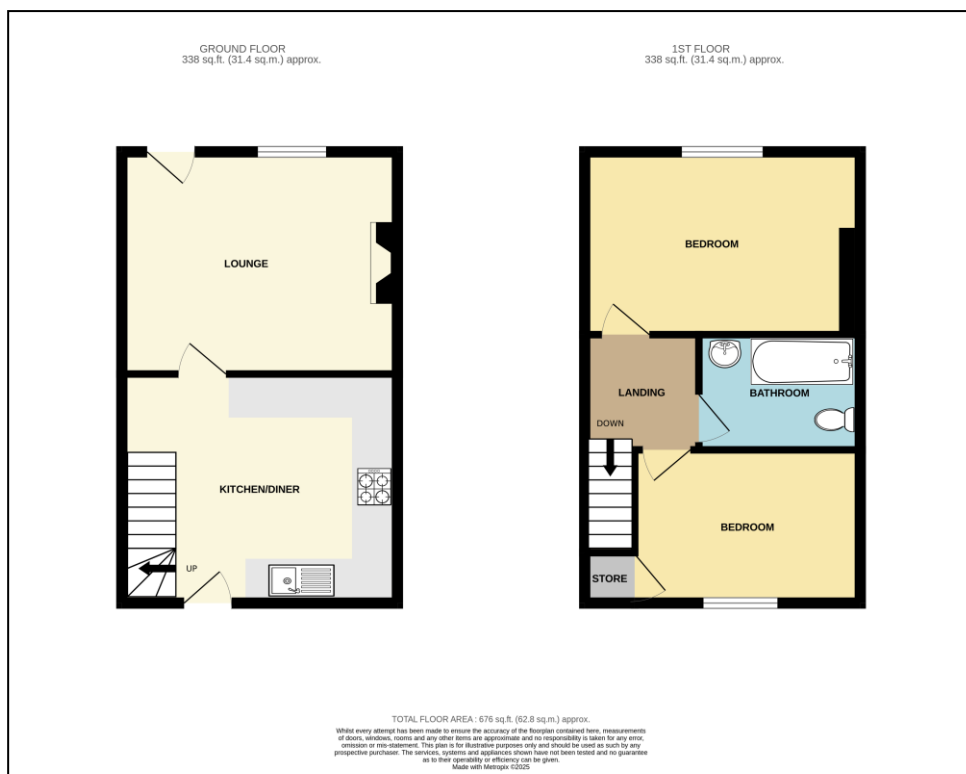 GROUND FLOOR
338 sq.ft. (31.4 sq.m.) approx.
1ST FLOOR
338 sq.ft. (31.4 sq.m.) approx.
LOUNGE
KITCHEN/DINER
UP
BEDROOM
LANDING
BATHROOM
DOWN
BEDROOM
STORE
TOTAL FLOOR AREA : 676 sq.ft. (62.8 sq.m.) approx.
Whilst every attempt has been made to ensure the accuracy of the floorplan contained here, measurements
of doors, windows, rooms and any other items are approximate and no responsibility is taken for any error,
omission or mis-statement. This plan is for illustrative purposes only and should be used as such by any
prospective purchaser. The services, systems and appliances shown have not been tested and no guarantee
as to their operability or efficiency can be given.
Made with Metropix ©2025